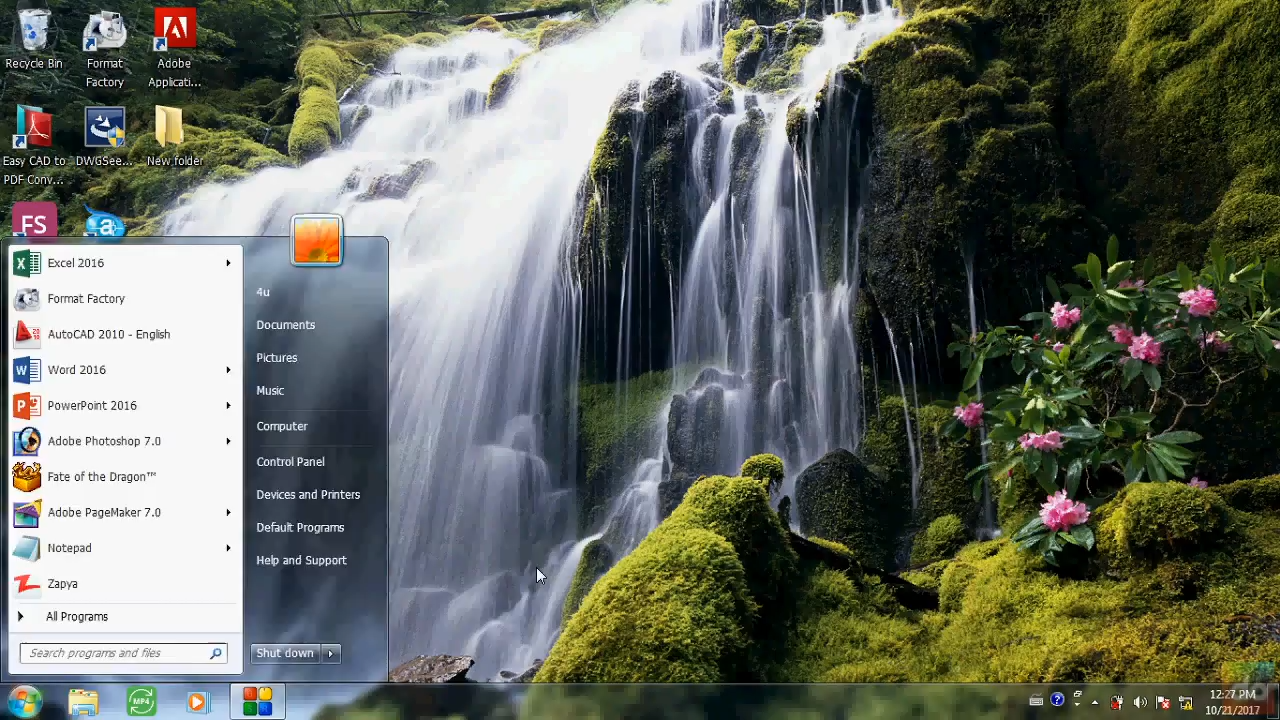 Recycle Bin
Format
Factory
Adobe
Applicati...
Easy CAD to
PDF Conv...
DWGSee...
New folder
FS
a
Excel 2016
Format Factory
AutoCAD 2010 - English
Word 2016
PowerPoint 2016
Adobe Photoshop 7.0
Fate of the Dragon™
Adobe PageMaker 7.0
Notepad
Zapya
All Programs
Search programs and files
4u
Documents
Pictures
Music
Computer
Control Panel
Devices and Printers
Default Programs
Help and Support
Shut down
MP4
12:27 PM
10/21/2017